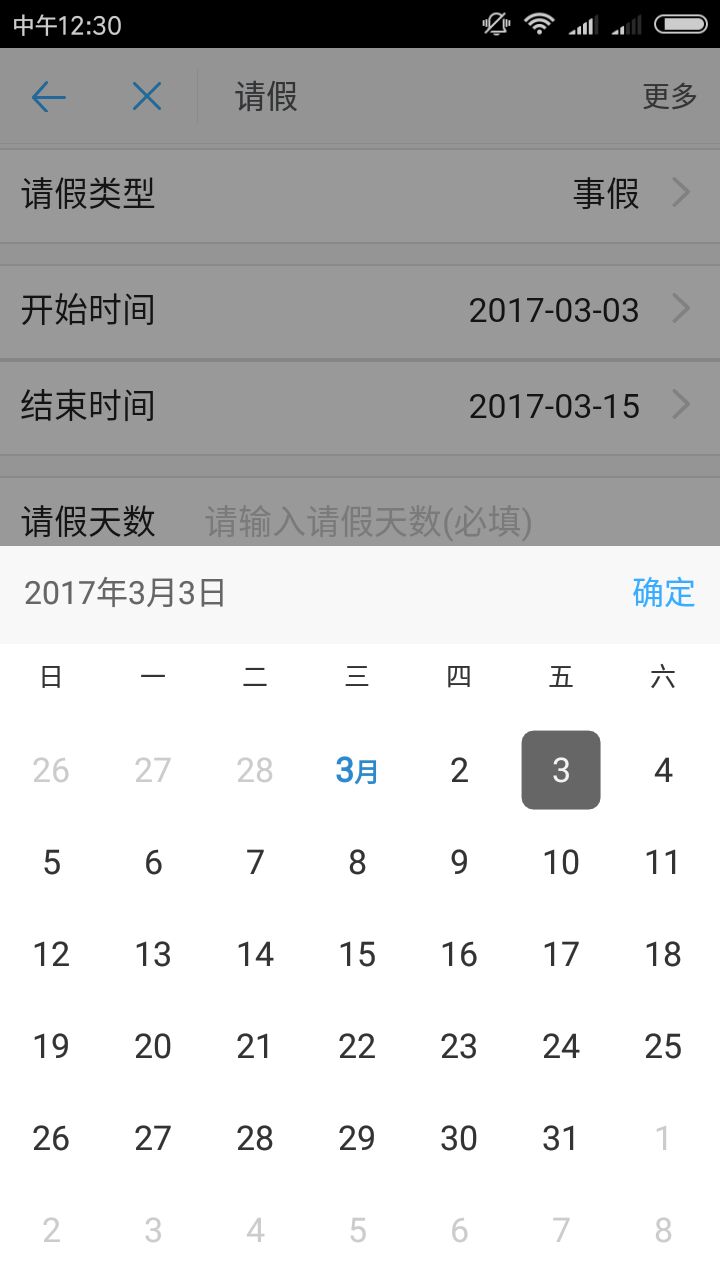 中午12:30
请假 更多
请假类型 事假
开始时间 2017-03-03
结束时间 2017-03-15
请假天数 请输入请假天数(必填)
2017年3月3日 确定
日 一 二 三 四 五 六
26 27 28 3月 2 3 4
5 6 7 8 9 10 11
12 13 14 15 16 17 18
19 20 21 22 23 24 25
26 27 28 29 30 31 1
2 3 4 5 6 7 8